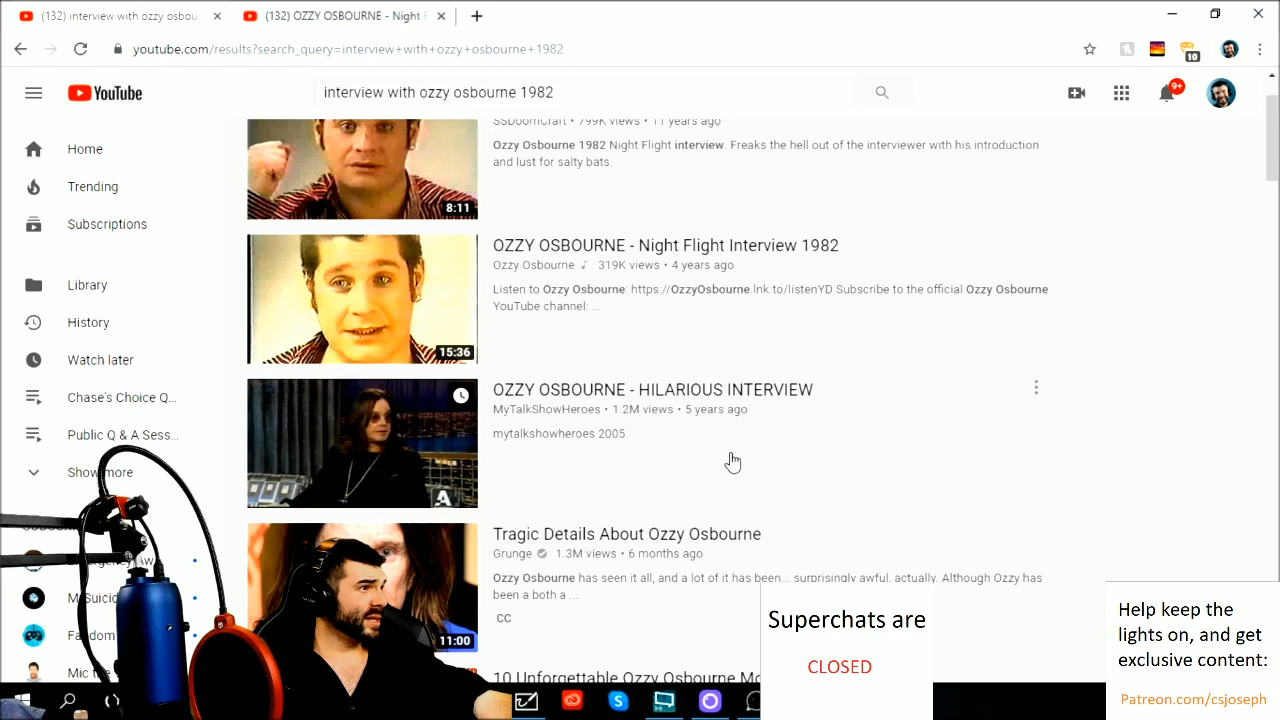 (132) interview with ozzy osbou
(132) OZZY OSBOURNE - Night F
youtube.com/results?search_query=interview+with+ozzy+osbourne+1982
10
YouTube
interview with ozzy osbourne 1982
9+
Home
Trending
Subscriptions
Library
History
Watch later
Chase's Choice Q...
Public Q & A Sess...
Show more
Fandom
Mic the
SSDoomCraft • 799K views • 11 years ago
Ozzy Osbourne 1982 Night Flight interview. Freaks the hell out of the interviewer with his introduction
and lust for salty bats.
8:11
OZZY OSBOURNE - Night Flight Interview 1982
Ozzy Osbourne 319K views • 4 years ago
Listen to Ozzy Osbourne: https://OzzyOsbourne.lnk.to/listenYD Subscribe to the official Ozzy Osbourne
YouTube channel: ...
15:36
OZZY OSBOURNE - HILARIOUS INTERVIEW
MyTalkShowHeroes • 1.2M views • 5 years ago
mytalkshowheroes 2005.
A
Tragic Details About Ozzy Osbourne
Grunge 1.3M views • 6 months ago
Ozzy Osbourne has seen it all, and a lot of it has been... surprisingly awful, actually. Although Ozzy has
been a both a ...
CC
11:00
10 Unforgettable Ozzy Osbourne Mo
Superchats are
CLOSED
Help keep the
lights on, and get
exclusive content:
Patreon.com/csjoseph